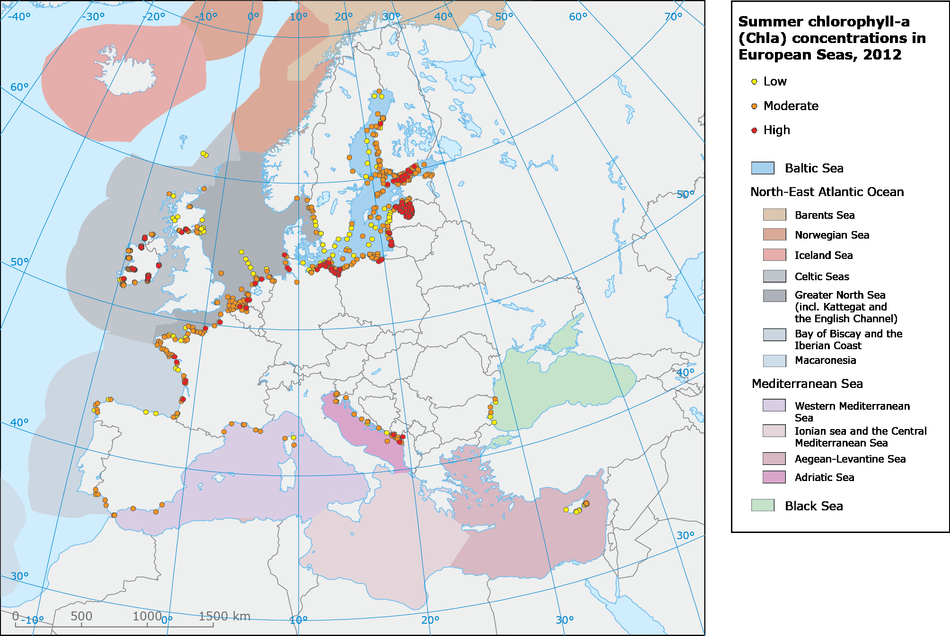 -30°
-20°
-10°
0°
10°
20°
30°
40°
50°
60°
70°
60°
50°
50°
40°
40°
30°
30°
0 500 1000 1500 km
-10°
0°
10°
20°
30°
Summer chlorophyll-a
(Chla) concentrations in
European Seas, 2012
Low
Moderate
High
Baltic Sea
North-East Atlantic Ocean
Barents Sea
Norwegian Sea
Iceland Sea
Celtic Seas
Greater North Sea
(incl. Kattegat and
the English Channel)
Bay of Biscay and the
Iberian Coast
Macaronesia
Mediterranean Sea
Western Mediterranean
Sea
Ionian sea and the Central
Mediterranean Sea
Aegean-Levantine Sea
Adriatic Sea
Black Sea